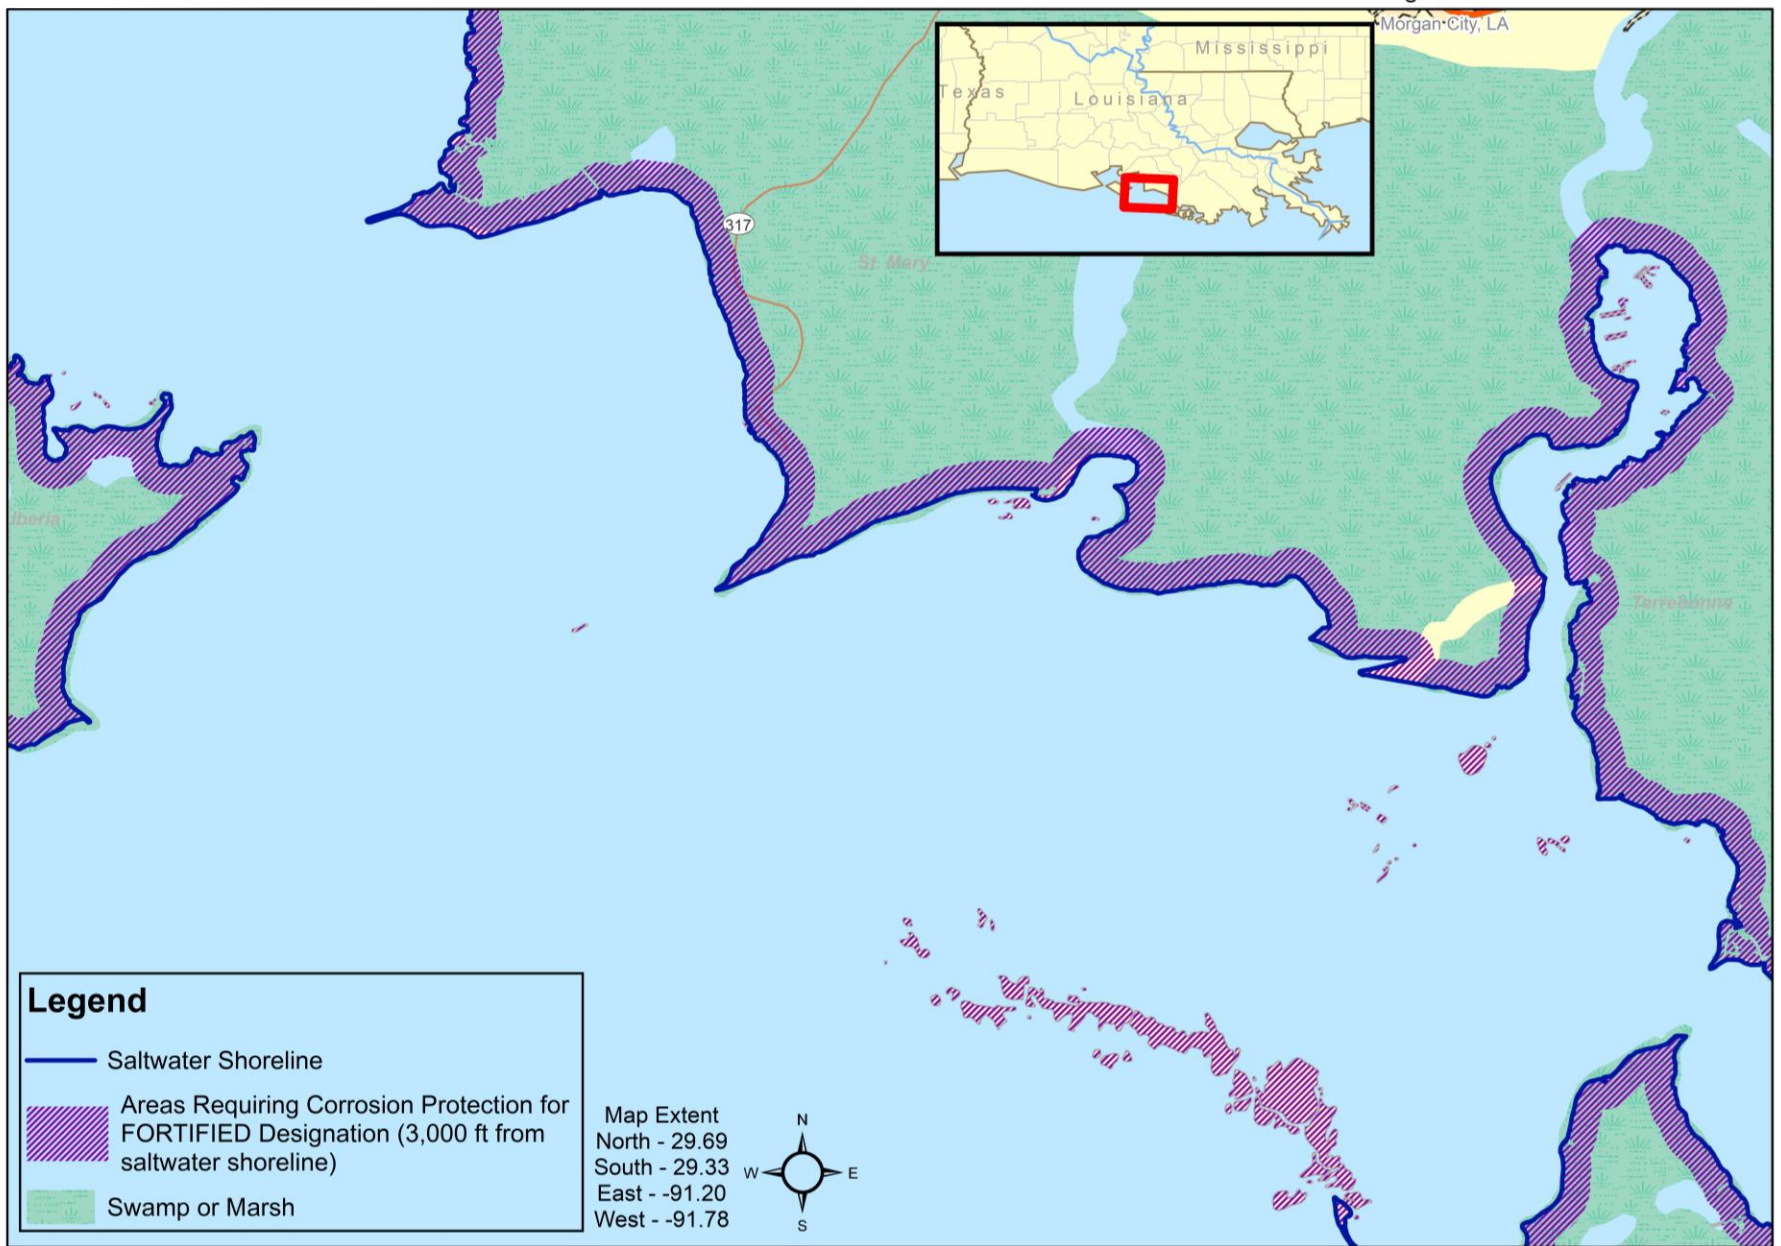 Morgan City, LA
Mississippi
Texas
Louisiana
317
St. Mary
Iberia
Terrebonne
Legend
Saltwater Shoreline
Areas Requiring Corrosion Protection for
FORTIFIED Designation (3,000 ft from
saltwater shoreline)
Swamp or Marsh
Map Extent
North - 29.69
South - 29.33
East - -91.20
West - -91.78
N
W
E
S